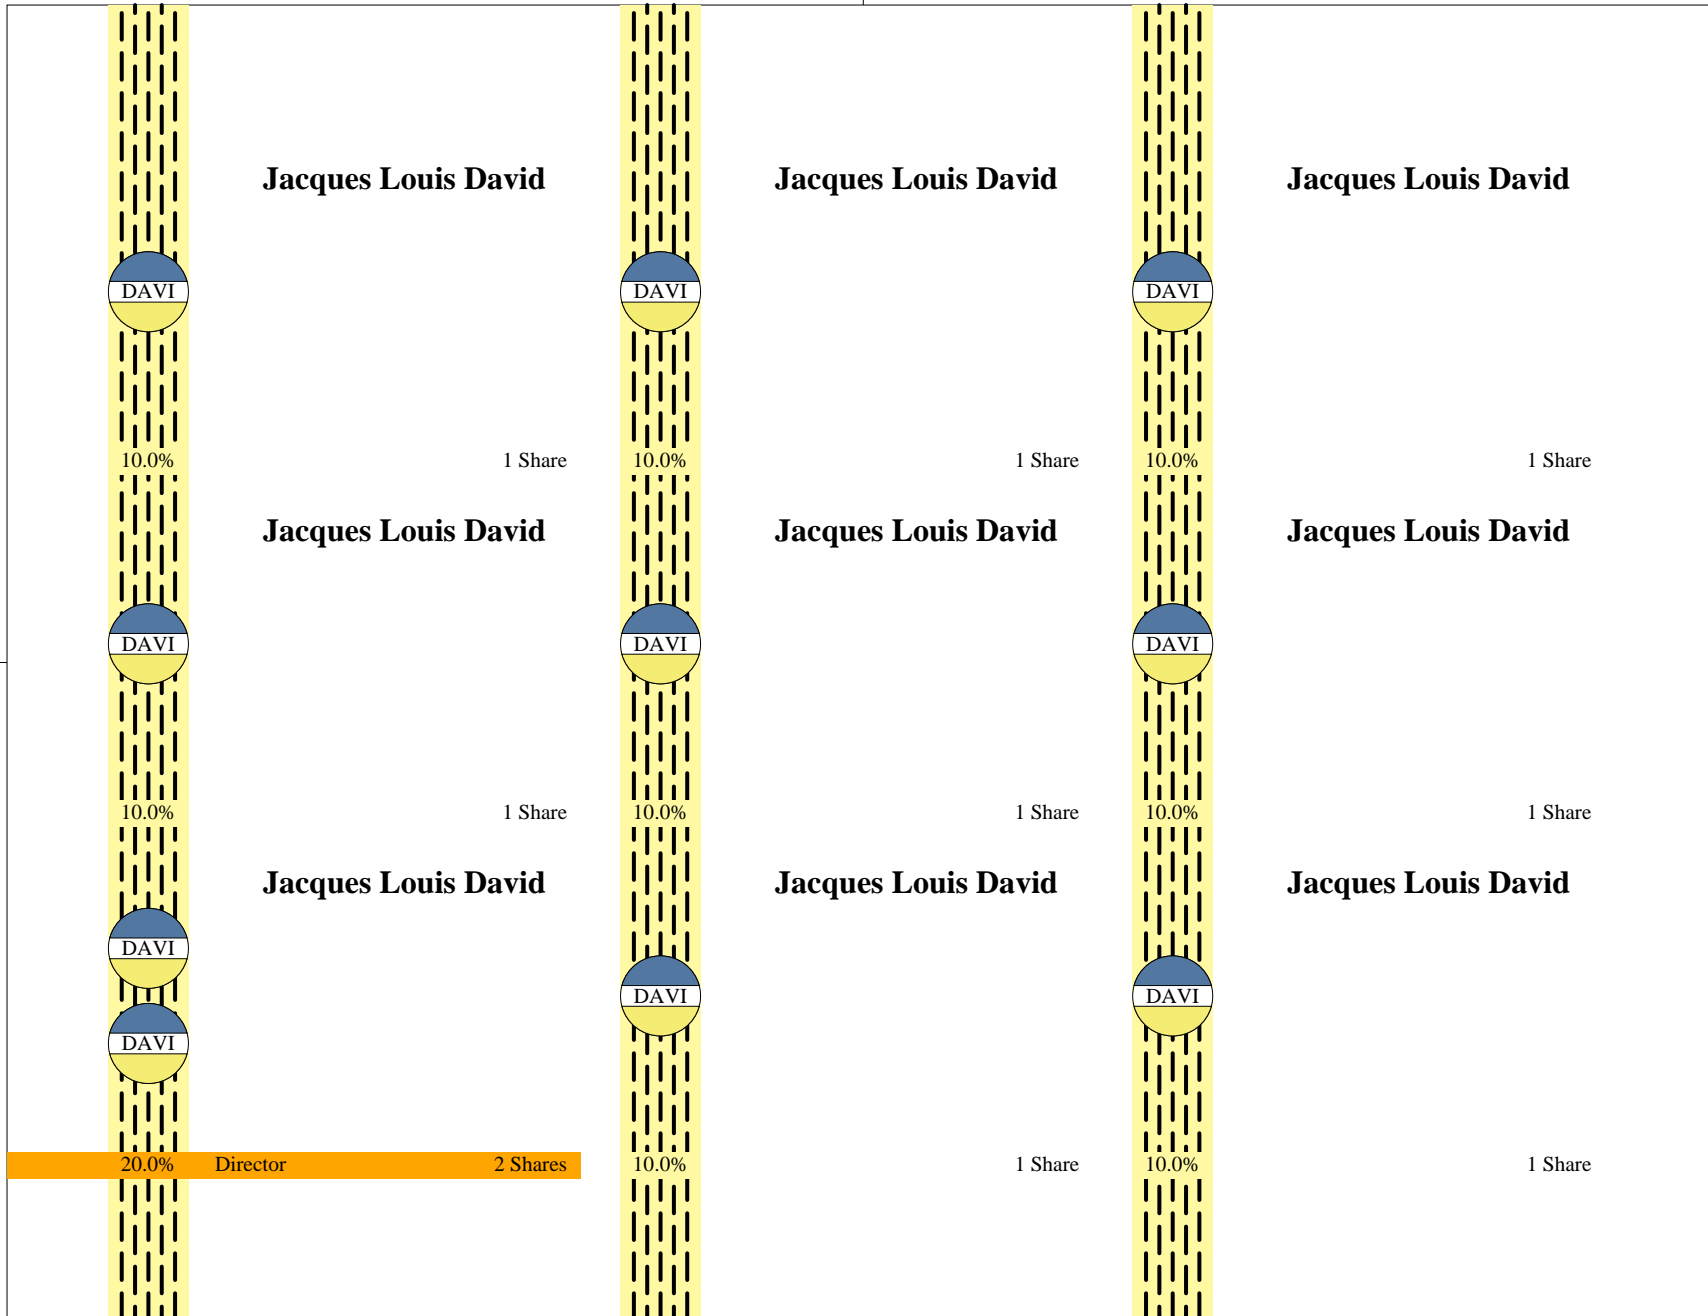 Jacques Louis David Jacques Louis David Jacques Louis David
DAVI DAVI DAVI
10.0% 1 Share 10.0% 1 Share 10.0% 1 Share
Jacques Louis David Jacques Louis David Jacques Louis David
DAVI DAVI DAVI
10.0% 1 Share 10.0% 1 Share 10.0% 1 Share
Jacques Louis David Jacques Louis David Jacques Louis David
DAVI
DAVI DAVI
DAVI
20.0% Director 2 Shares 10.0% 1 Share 10.0% 1 Share